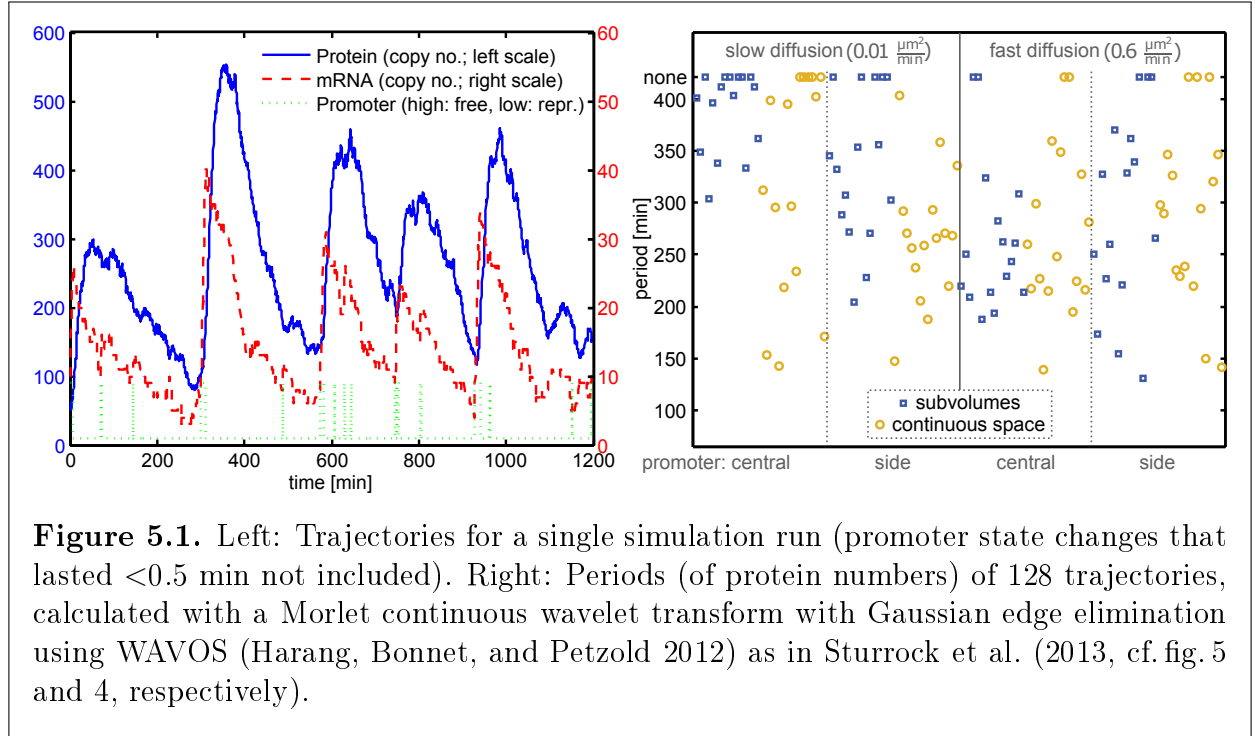 600
500
400
300
200
100
0
60
50
40
30
20
10
0
Protein (copy no.; left scale)
mRNA (copy no.; right scale)
Promoter (high: free, low: repr.)
0 200 400 600 800 1000 1200
time [min]
slow diffusion (0.01 μm²/min) fast diffusion (0.6 μm²/min)
none
400
350
300
250
200
150
100
period [min]
subvolumes
continuous space
promoter: central side central side
Figure 5.1. Left: Trajectories for a single simulation run (promoter state changes that
lasted <0.5 min not included). Right: Periods (of protein numbers) of 128 trajectories,
calculated with a Morlet continuous wavelet transform with Gaussian edge elimination
using WAVOS (Harang, Bonnet, and Petzold 2012) as in Sturrock et al. (2013, cf. fig. 5
and 4, respectively).